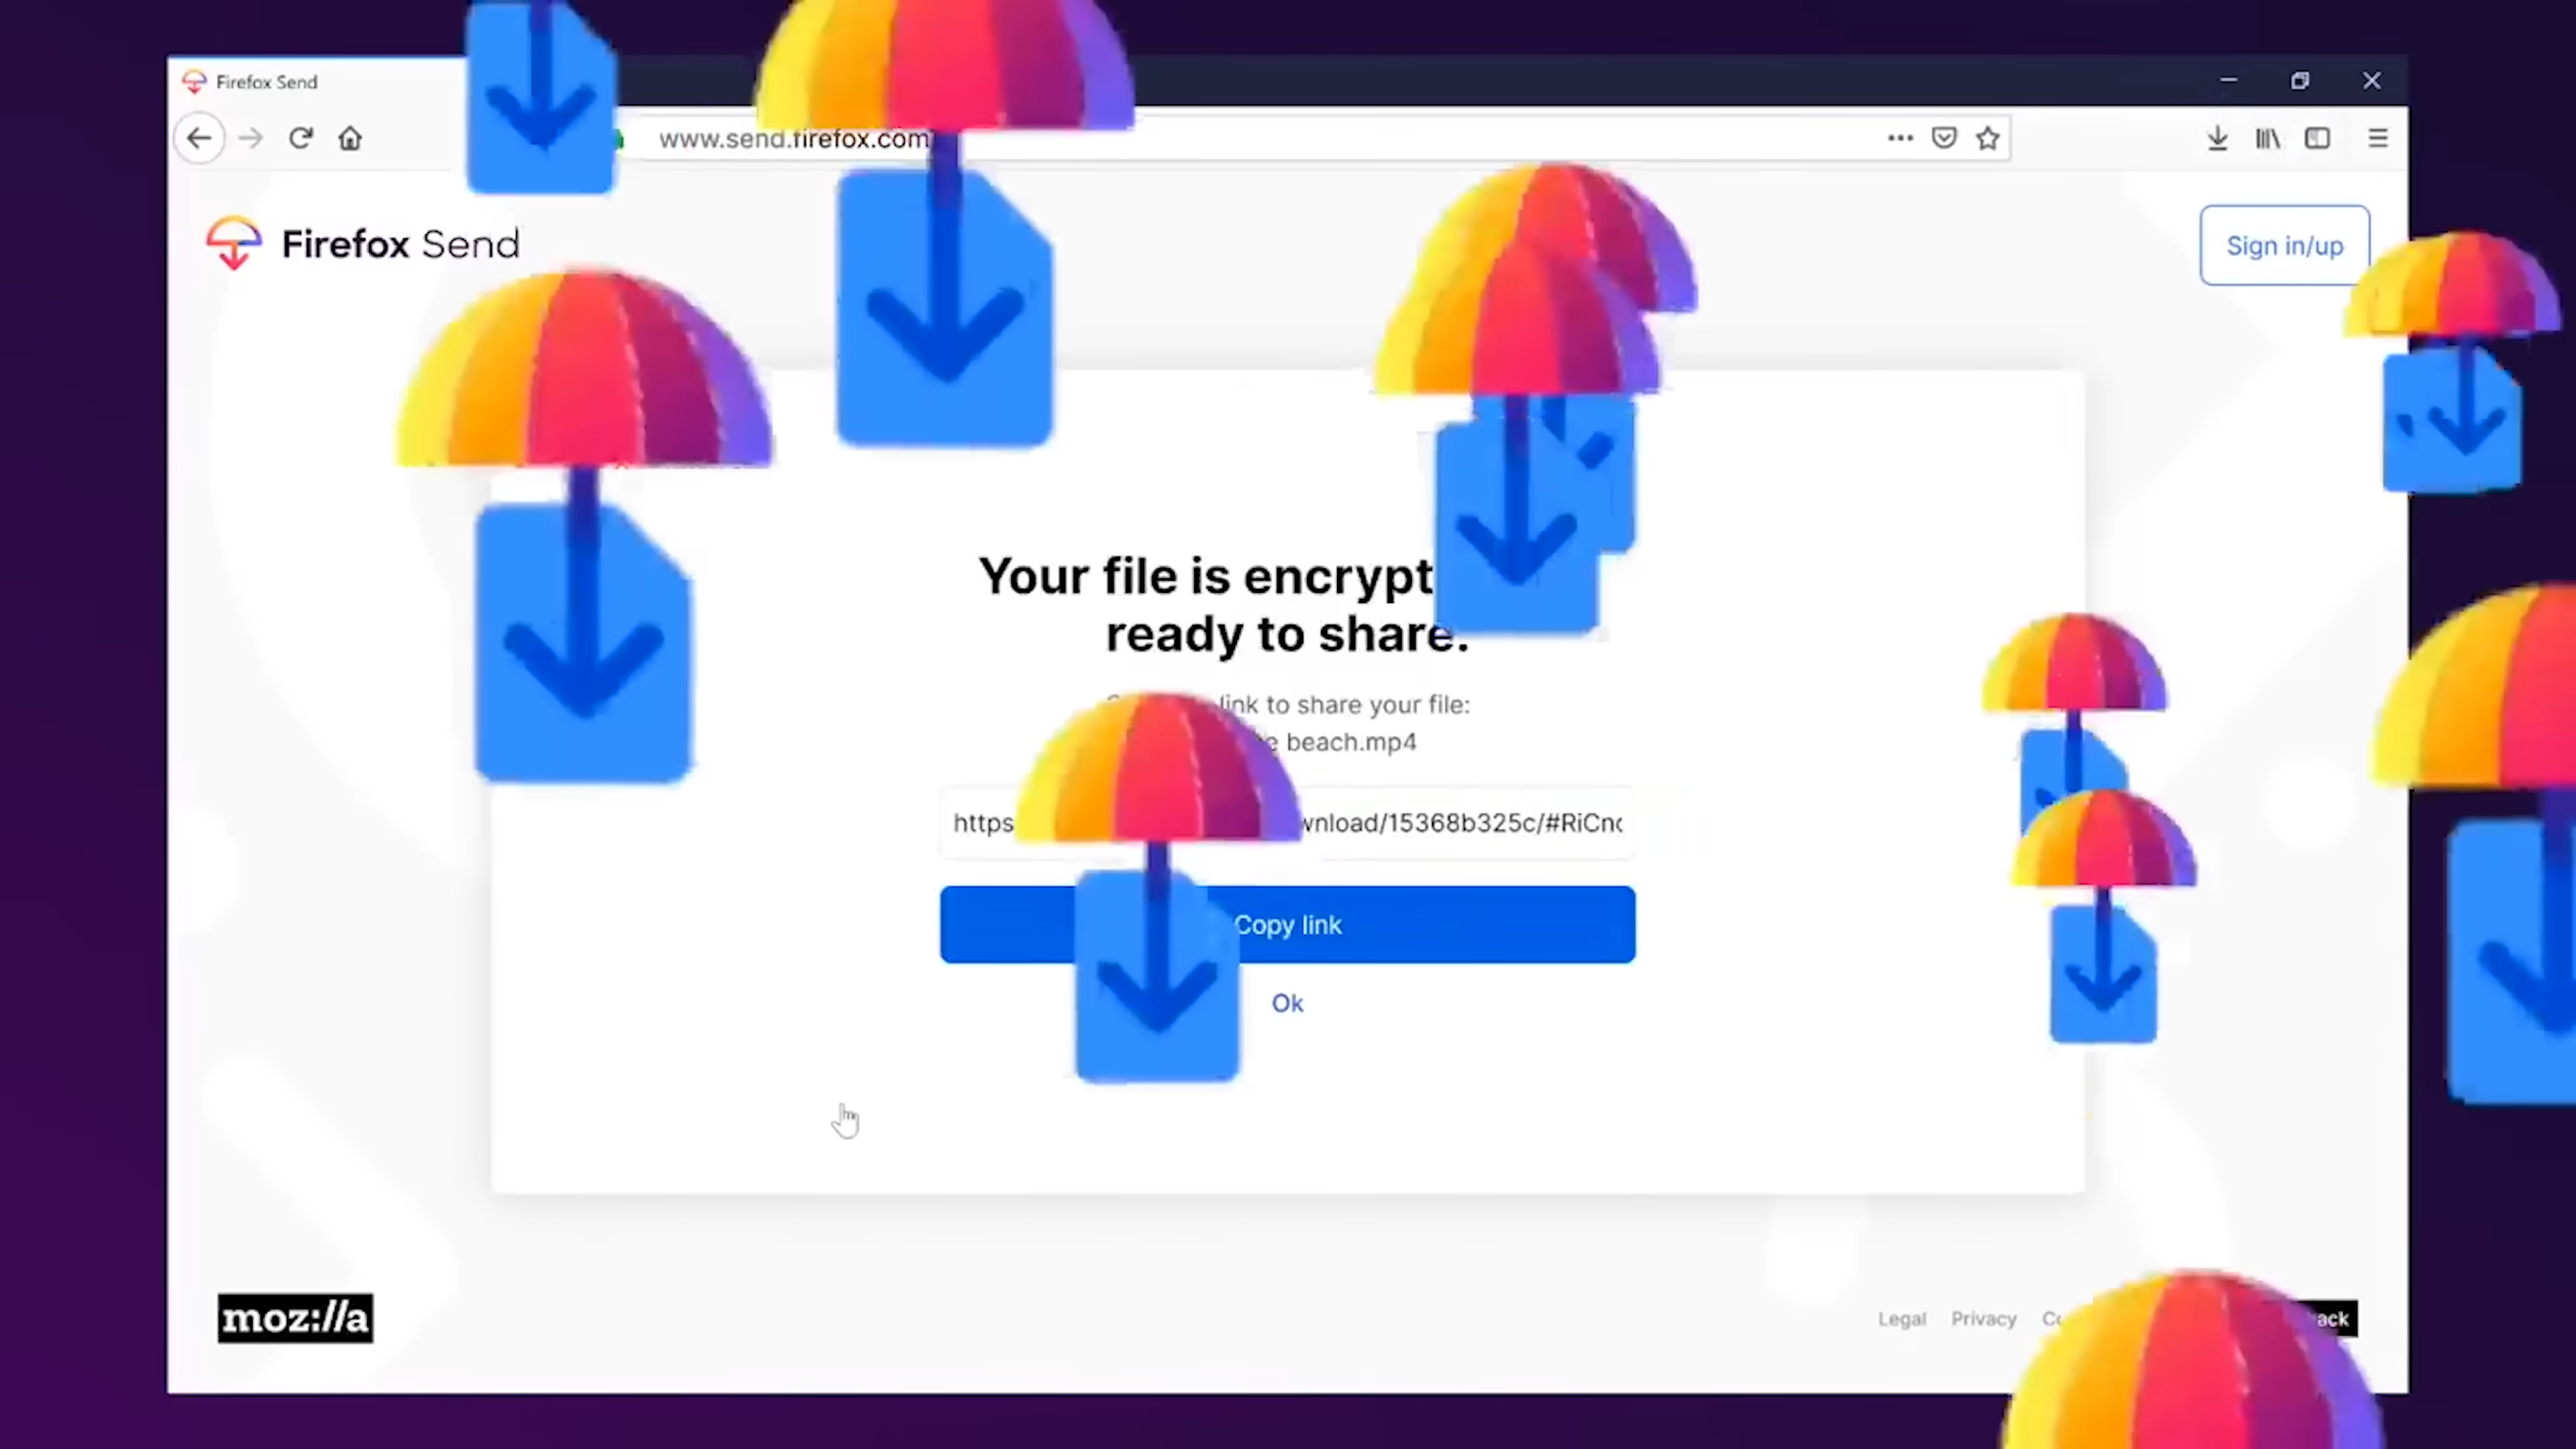 Firefox Send
www.send.firefox.com
Firefox Send
Sign in/up
Your file is
ready to share.
link to share your file:
beach.mp4
https wnload/15368b325c/#RiCn
Copy link
Ok
moz://a
Legal Privacy